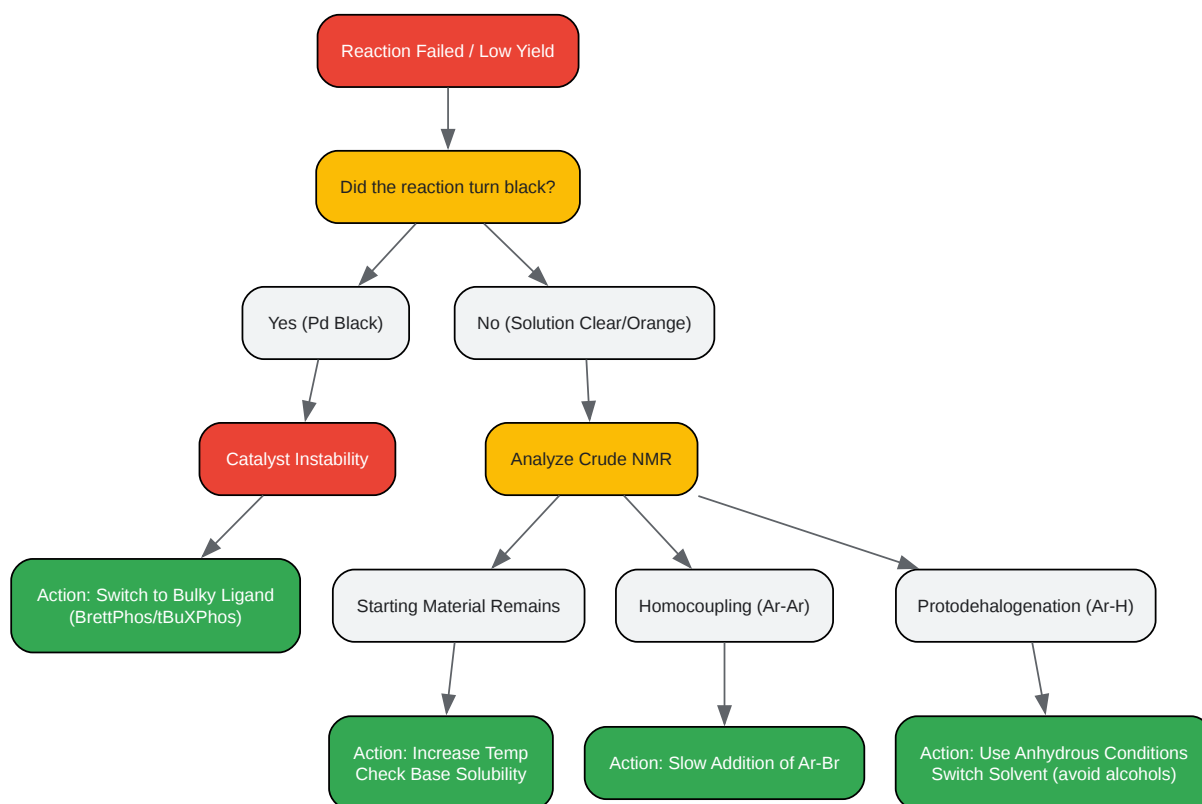 Reaction Failed / Low Yield
Did the reaction turn black?
Yes (Pd Black)
No (Solution Clear/Orange)
Catalyst Instability
Analyze Crude NMR
Action: Switch to Bulky Ligand
(BrettPhos/tBuXPhos)
Starting Material Remains
Homocoupling (Ar-Ar)
Protodehalogenation (Ar-H)
Action: Increase Temp
Check Base Solubility
Action: Slow Addition of Ar-Br
Action: Use Anhydrous Conditions
Switch Solvent (avoid alcohols)